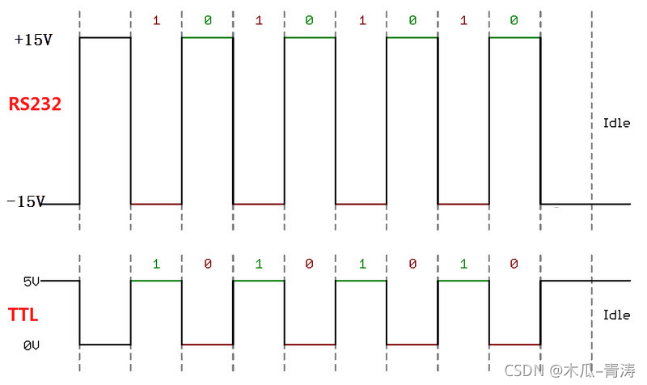 1 0 1 0 1 0 1 0
+15V
RS232
Idle
-15V
1 0 1 0 1 0 1 0
5V
TTL
Idle
0V
CSDN @木瓜-青涛